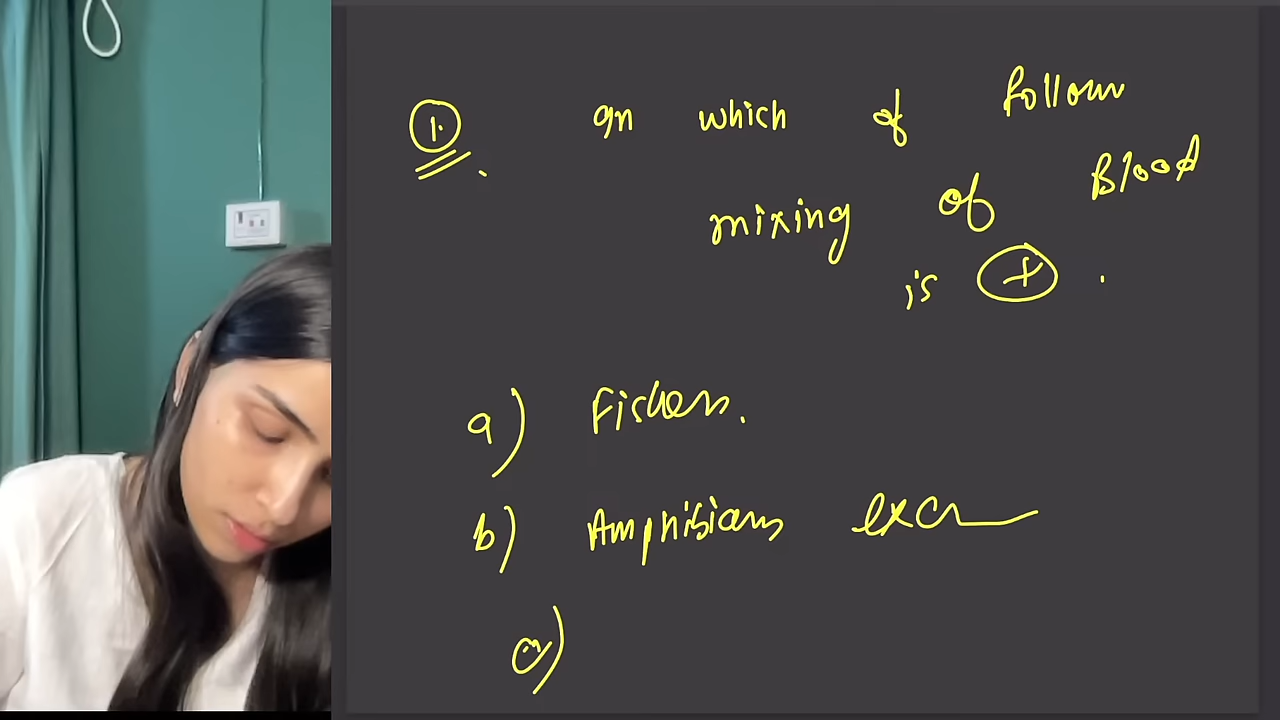 1. In which of follow
mixing of Blood
is +.
a) Fishes.
b) Amphibians exc
c)